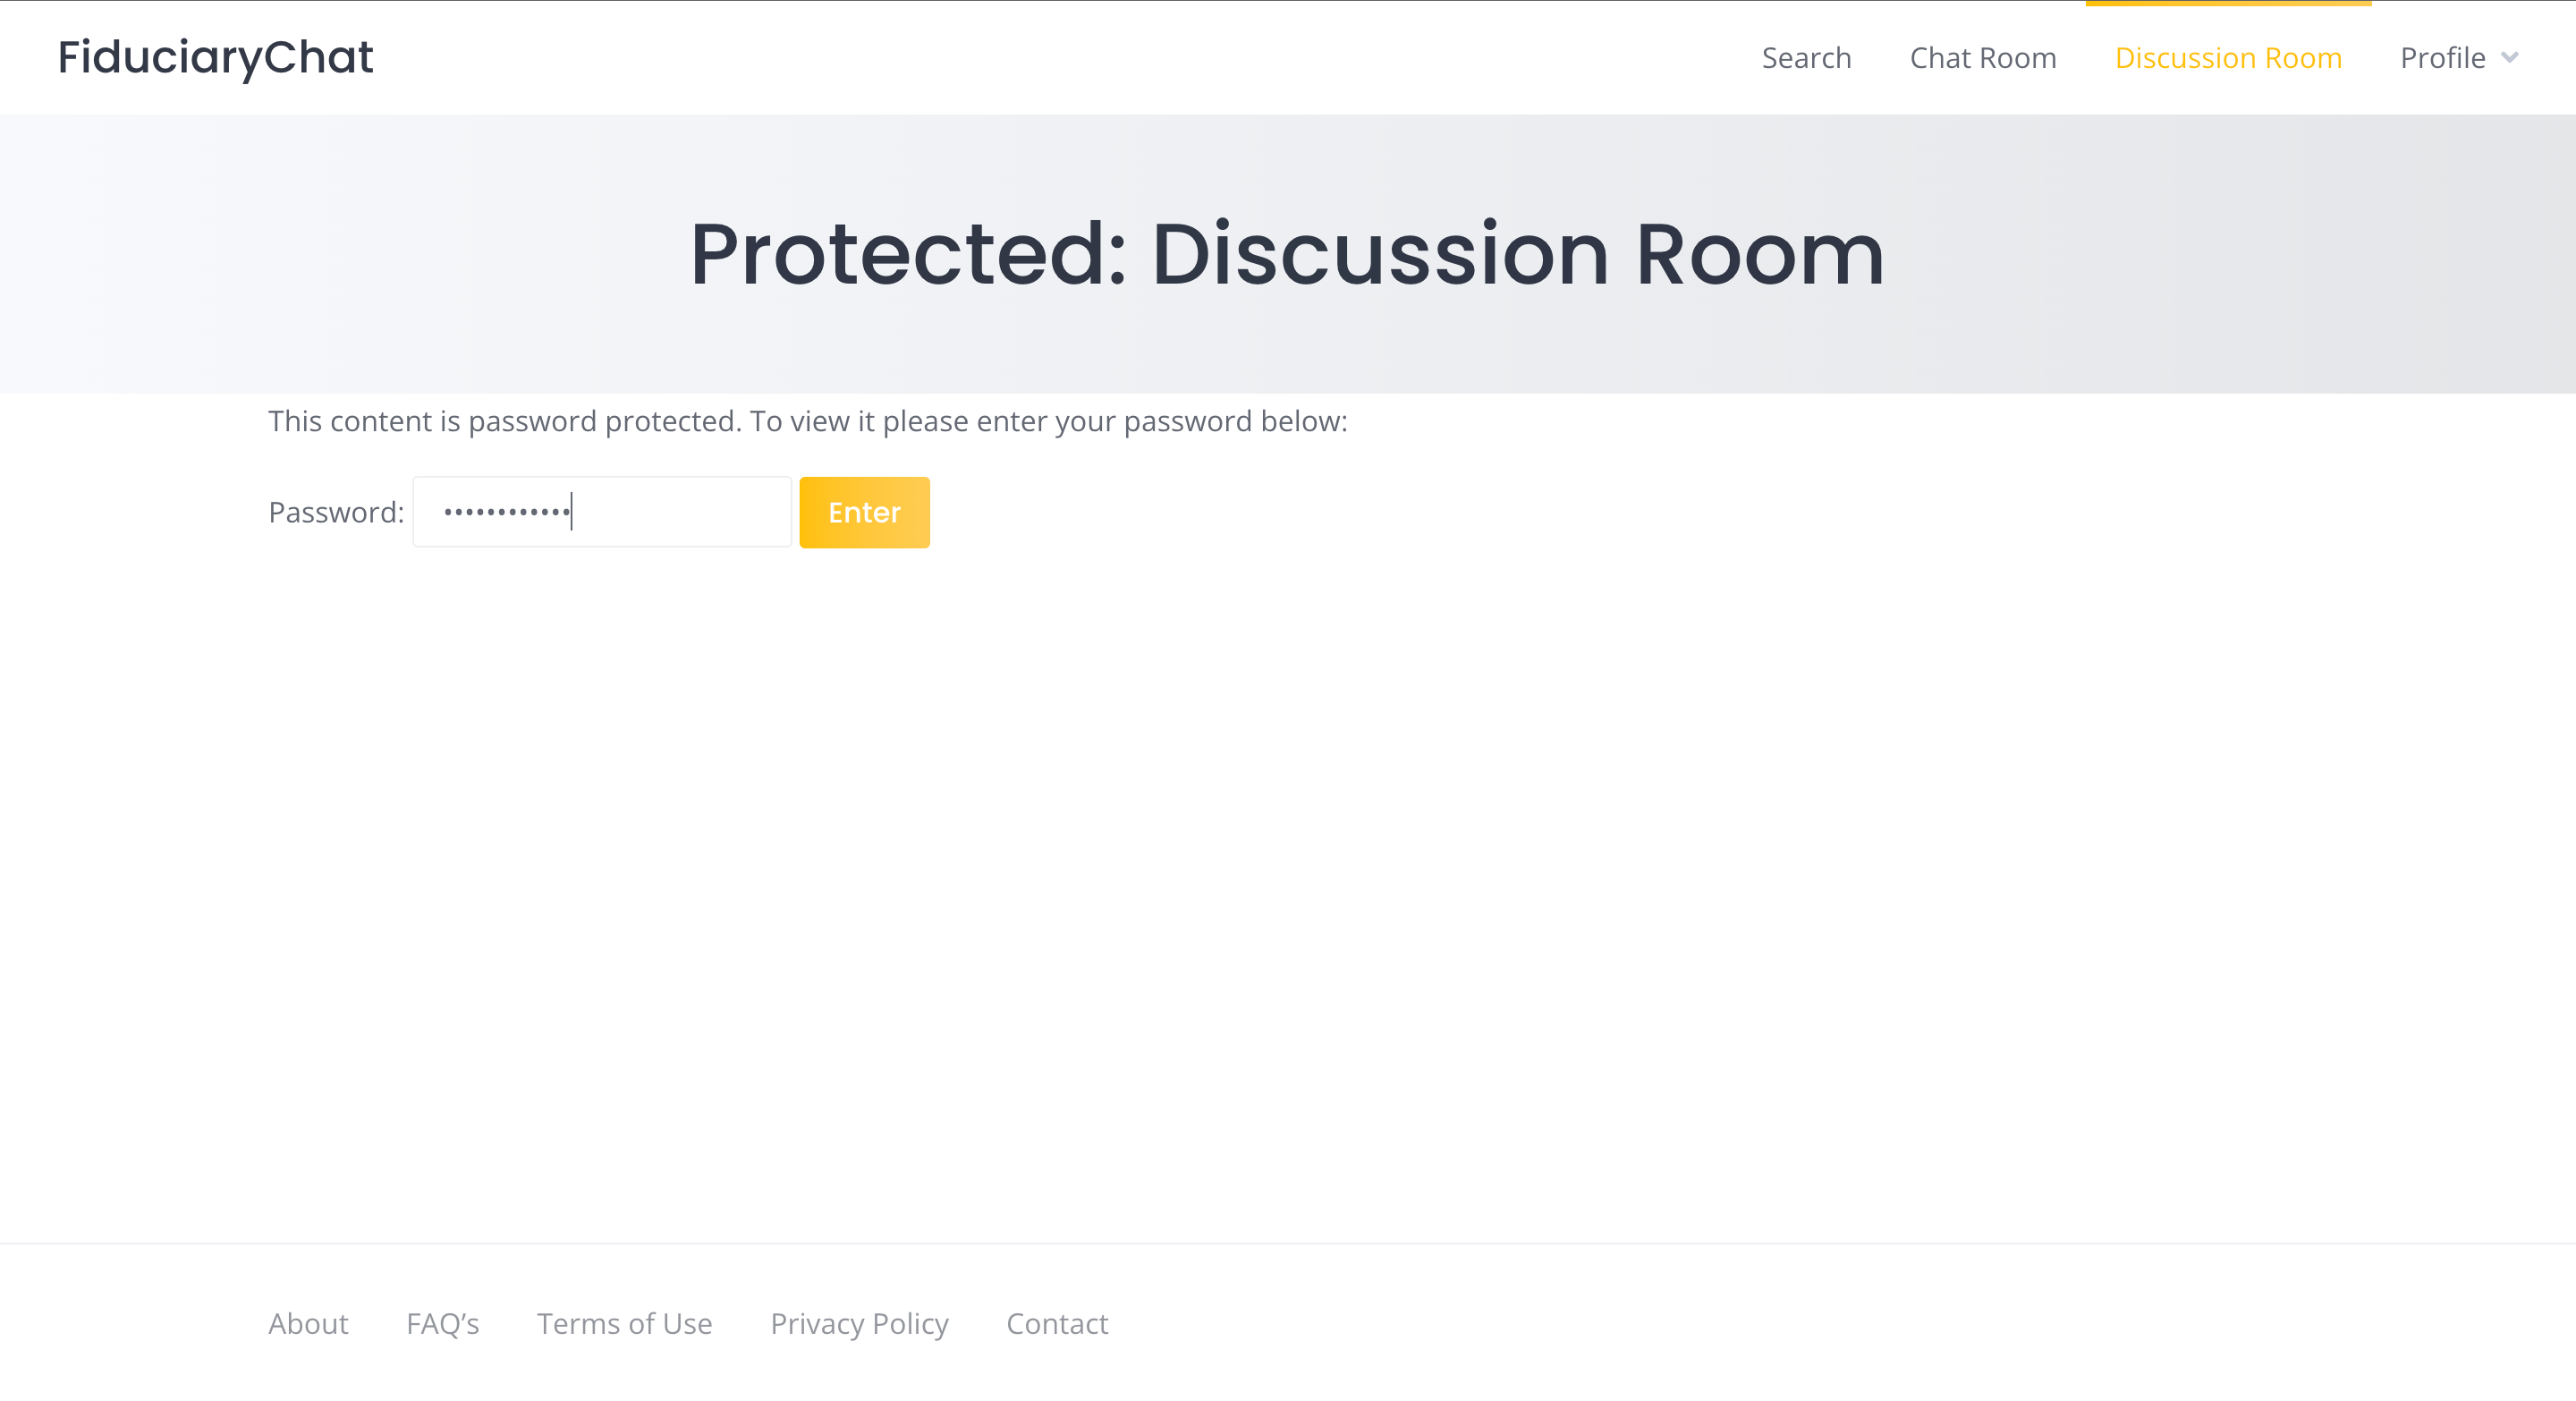 FiduciaryChat
Search Chat Room Discussion Room Profile
Protected: Discussion Room
This content is password protected. To view it please enter your password below:
Password: •••••••••••• Enter
About FAQ’s Terms of Use Privacy Policy Contact